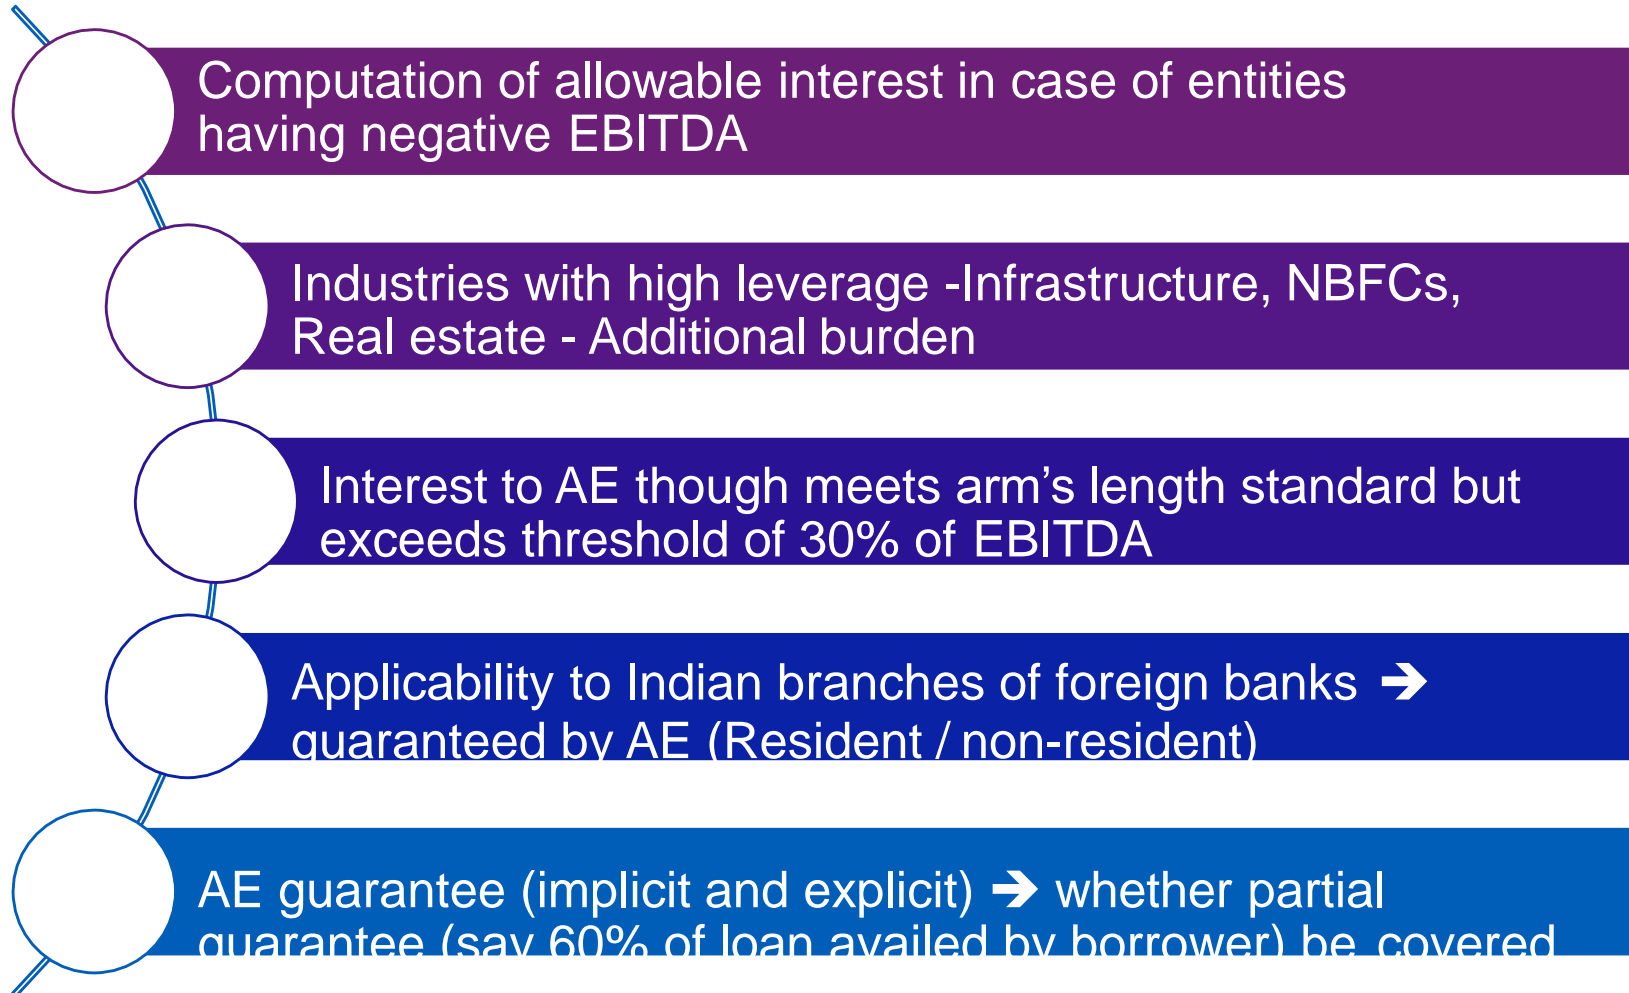 Computation of allowable interest in case of entities
having negative EBITDA
Industries with high leverage -Infrastructure, NBFCs,
Real estate - Additional burden
Interest to AE though meets arm's length standard but
exceeds threshold of 30% of EBITDA
Applicability to Indian branches of foreign banks ➔
guaranteed by AE (Resident / non-resident)
AE guarantee (implicit and explicit) ➔ whether partial
guarantee (say 60% of loan availed by borrower) be covered